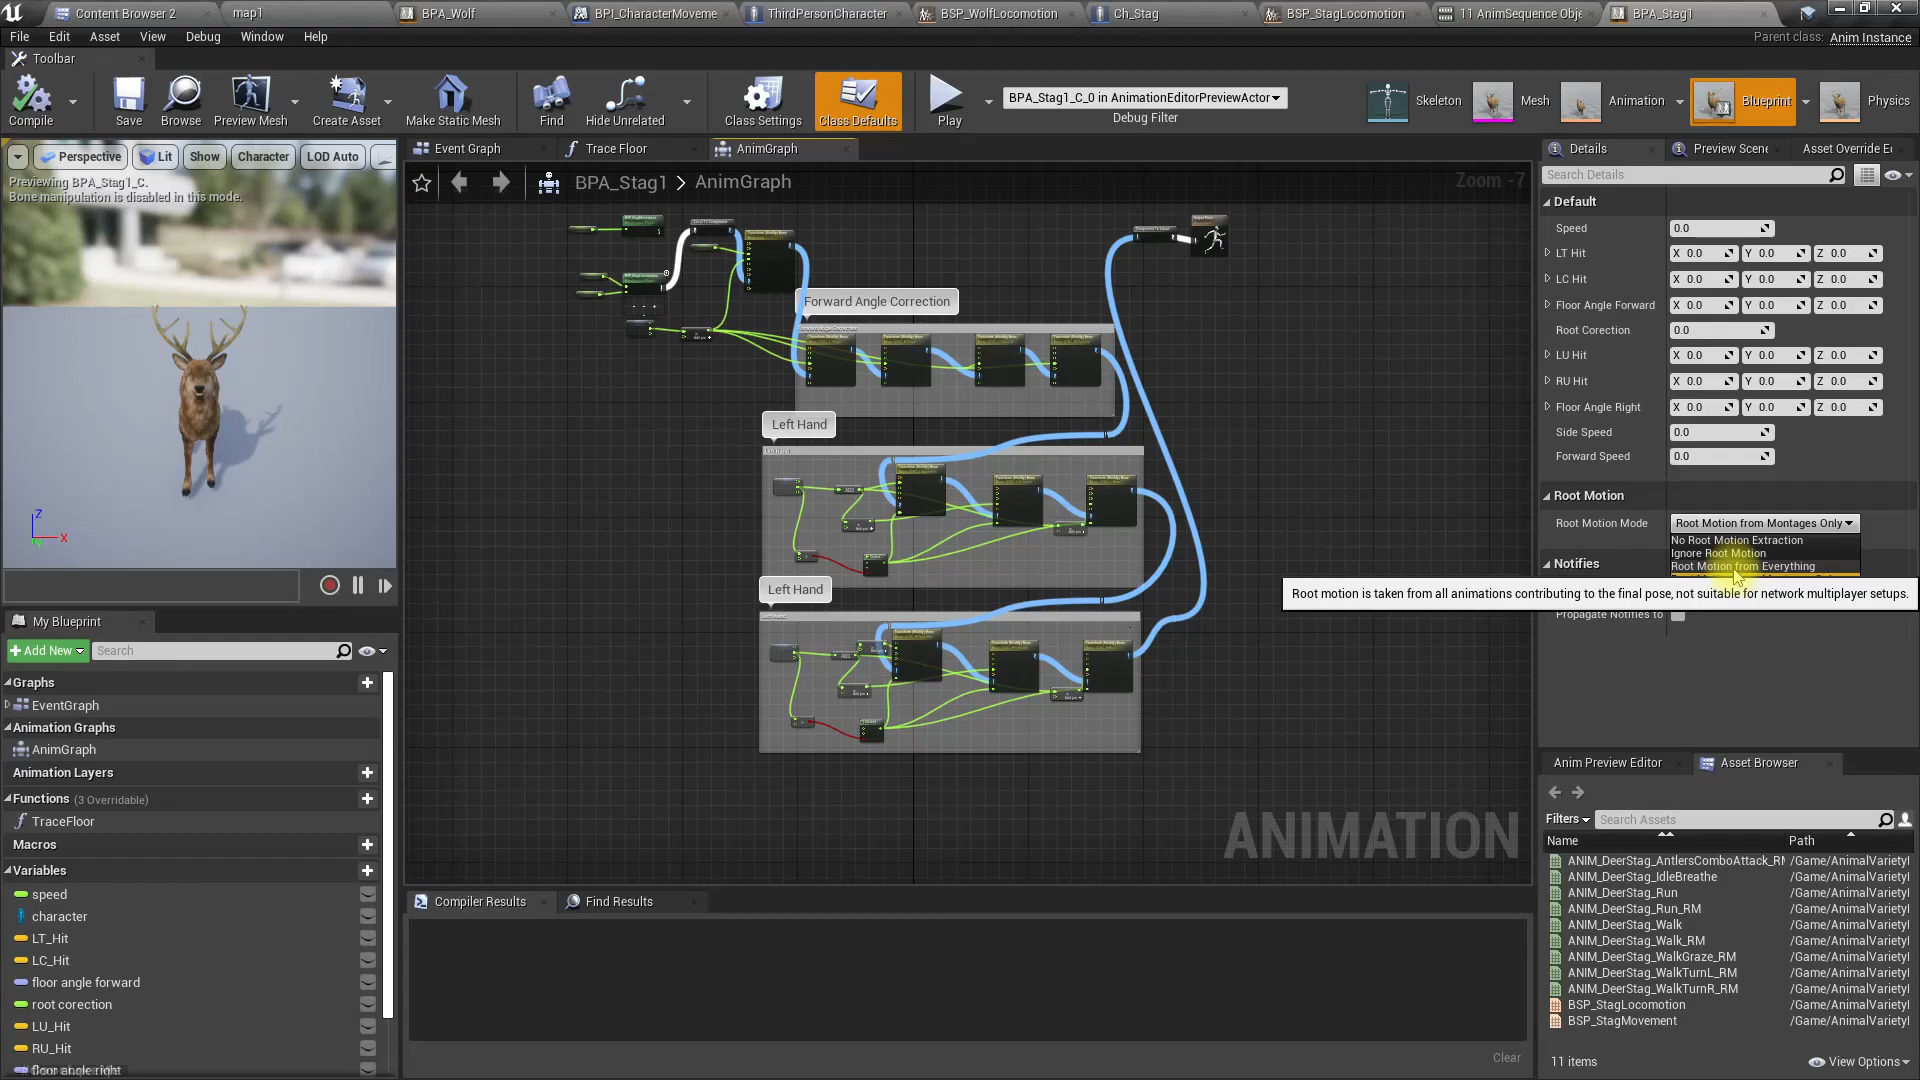 Content Browser 2
map1
BPA_Wolf
BPI_CharacterMoveme
ThirdPersonCharacter
BSP_WolfLocomotion
Ch_Stag
BSP_StagLocomotion
11 AnimSequence Obje
BPA_Stag1
File
Edit
Asset
View
Debug
Window
Help
Parent class: Anim Instance
Toolbar
Compile
Save
Browse
Preview Mesh
Create Asset
Make Static Mesh
Find
Hide Unrelated
Class Settings
Class Defaults
Play
BPA_Stag1_C_0 in AnimationEditorPreviewActor
Debug Filter
Skeleton
Mesh
Animation
Blueprint
Physics
Perspective
Lit
Show
Character
LOD Auto
Previewing BPA_Stag1_C.
Bone manipulation is disabled in this mode.
Z
X
Event Graph
Trace Floor
AnimGraph
BPA_Stag1 > AnimGraph
Zoom -7
Forward Angle Correction
Forward Angle Correction
Left Hand
Left Hand
ANIMATION
Details
Preview Scene
Asset Override Ec
Search Details
Default
Speed 0.0
LT Hit X 0.0 Y 0.0 Z 0.0
LC Hit X 0.0 Y 0.0 Z 0.0
Floor Angle Forward X 0.0 Y 0.0 Z 0.0
Root Corection 0.0
LU Hit X 0.0 Y 0.0 Z 0.0
RU Hit X 0.0 Y 0.0 Z 0.0
Floor Angle Right X 0.0 Y 0.0 Z 0.0
Side Speed 0.0
Forward Speed 0.0
Root Motion
Root Motion Mode Root Motion from Montages Only
No Root Motion Extraction
Ignore Root Motion
Root Motion from Everything
Notifies
Root motion is taken from all animations contributing to the final pose, not suitable for network multiplayer setups.
Propagate Notifies to
My Blueprint
Add New
Search
Graphs
EventGraph
Animation Graphs
AnimGraph
Animation Layers
Functions (3 Overridable)
TraceFloor
Macros
Variables
speed
character
LT_Hit
LC_Hit
floor angle forward
root corection
LU_Hit
RU_Hit
floor angle right
Compiler Results
Find Results
Clear
Anim Preview Editor
Asset Browser
Filters
Search Assets
Name
Path
ANIM_DeerStag_AntlersComboAttack_RM /Game/AnimalVarietyI
ANIM_DeerStag_IdleBreathe /Game/AnimalVarietyI
ANIM_DeerStag_Run /Game/AnimalVarietyI
ANIM_DeerStag_Run_RM /Game/AnimalVarietyI
ANIM_DeerStag_Walk /Game/AnimalVarietyI
ANIM_DeerStag_Walk_RM /Game/AnimalVarietyI
ANIM_DeerStag_WalkGraze_RM /Game/AnimalVarietyI
ANIM_DeerStag_WalkTurnL_RM /Game/AnimalVarietyI
ANIM_DeerStag_WalkTurnR_RM /Game/AnimalVarietyI
BSP_StagLocomotion /Game/AnimalVarietyI
BSP_StagMovement /Game/AnimalVarietyI
11 items
View Options